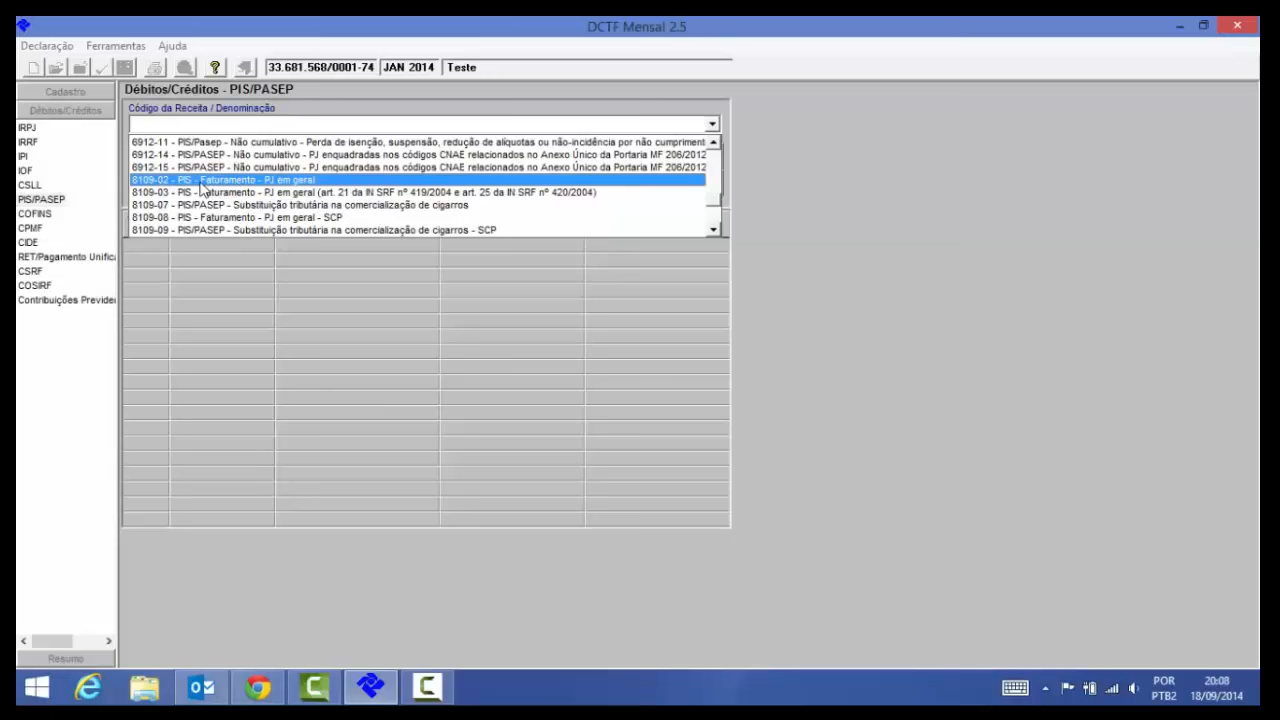 DCTF Mensal 2.5
Declaração Ferramentas Ajuda
33.681.568/0001-74 JAN 2014 Teste
Cadastro
Débitos/Créditos
IRPJ
IRRF
IPI
IOF
CSLL
PIS/PASEP
COFINS
CPMF
CIDE
RET/Pagamento Unifica
CSRF
COSIRF
Contribuições Previder
Resumo
Débitos/Créditos - PIS/PASEP
Código da Receita / Denominação
6912-11 - PIS/Pasep - Não cumulativo - Perda de isenção, suspensão, redução de alíquotas ou não-incidência por não cumpriment
6912-14 - PIS/PASEP - Não cumulativo - PJ enquadradas nos códigos CNAE relacionados no Anexo Único da Portaria MF 206/2012
6912-15 - PIS/PASEP - Não cumulativo - PJ enquadradas nos códigos CNAE relacionados no Anexo Único da Portaria MF 206/2012
8109-02 - PIS - Faturamento - PJ em geral
8109-03 - PIS - Faturamento - PJ em geral (art. 21 da IN SRF nº 419/2004 e art. 25 da IN SRF nº 420/2004)
8109-07 - PIS/PASEP - Substituição tributária na comercialização de cigarros
8109-08 - PIS - Faturamento - PJ em geral - SCP
8109-09 - PIS/PASEP - Substituição tributária na comercialização de cigarros - SCP
POR
PTB2
20:08
18/09/2014